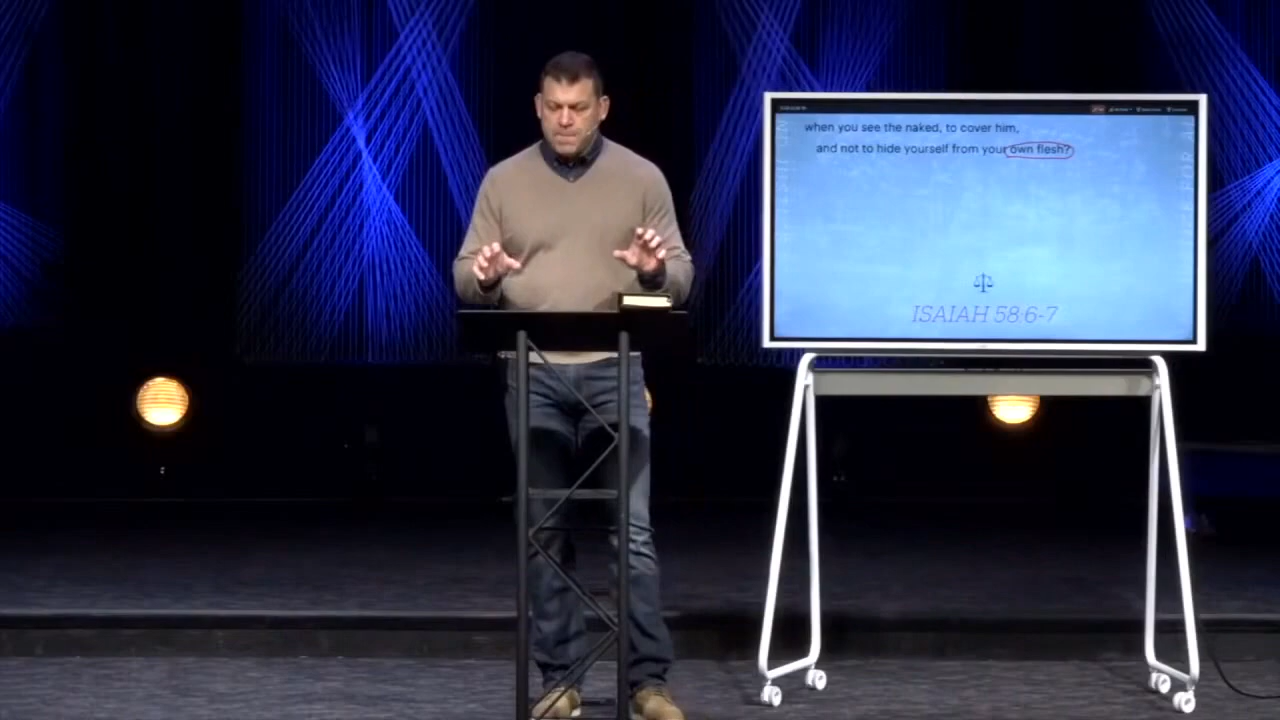 when you see the naked, to cover him,
and not to hide yourself from your own flesh?
ISAIAH 58:6-7